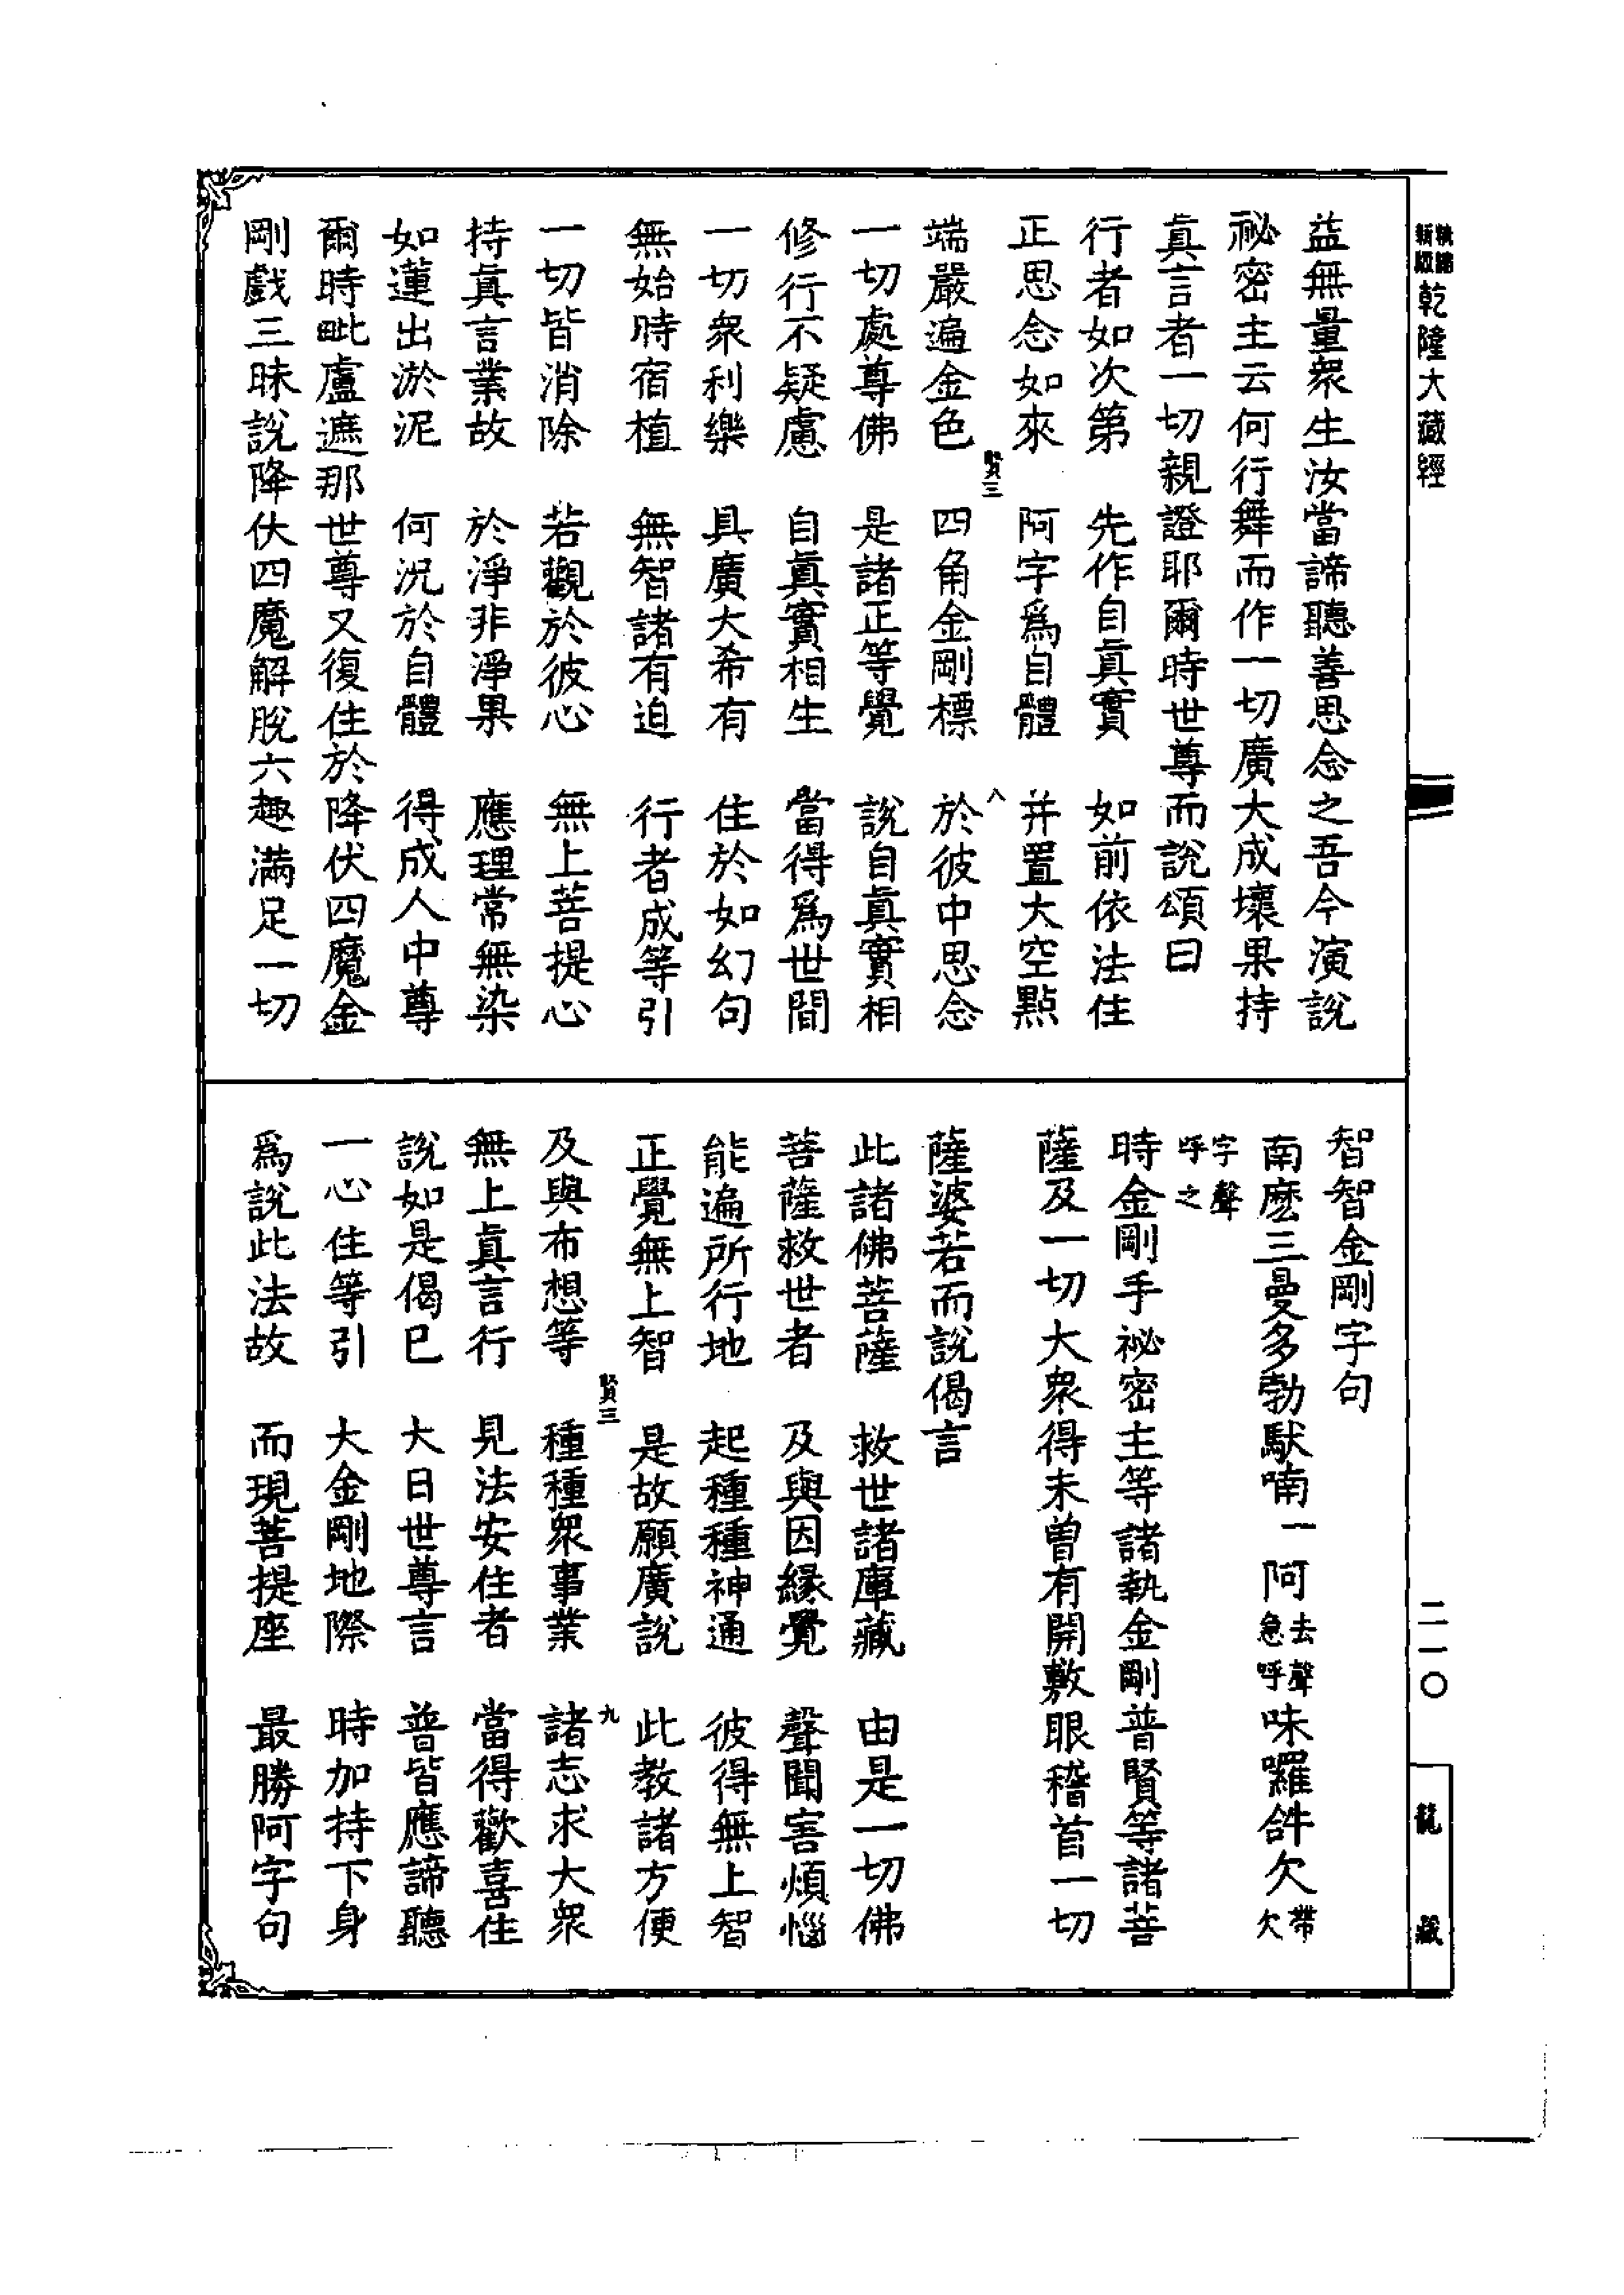 乾隆大藏經
益無量衆生汝當諦聽善思念之吾今演說
祕密主云何行行舞而作一切廣大成壞果持
真言者一切親證耶爾時世尊而說頌曰
行者如次第　先作自真實　如前依法住
正思念如來　阿字爲自體　并置大空點
賢三　八
端嚴遍金色　四角金剛標　於彼中思念
一切處尊佛　是諸正等覺　說自真實相
修行不疑慮　自真實相生　當得爲世間
一切衆利樂　具廣大希有　住於如幻句
無始時宿植　無智諸有迫　行者成等引
一切皆消除　若觀於彼心　無上菩提心
持真言業故　於淨非淨果　應理常無染
如蓮出淤泥　何況於自體　得成人中尊
爾時毗盧遮那世尊又復住於降伏四魔金
剛戲三昧說降伏四魔解脫六趣滿足一切
智智金剛字句
南麽三曼多勃馱喃一阿去聲急呼味囉𤙖欠帶欠
字聲呼之
時金剛手祕密主等諸執金剛普賢等諸菩
薩及一切大衆得未曾有開敷眼稽首一切
薩婆若而說偈言
此諸佛菩薩　救世諸庫藏　由是一切佛
菩薩救世者　及與因緣覺　聲聞害煩惱
能遍所行地　起種種神通　彼得無上智
正覺無上智　是故願廣說　此教諸方便
賢三　九
及與布想等　種種衆事業　諸志求大衆
無上真言行　見法安住者　當得歡喜住
說如是偈巳　大日世尊言　普皆應諦聽
一心住等引　大金剛地際　時加持下身
爲說此法故　而現菩提座　最勝阿字句
二一〇
龍藏